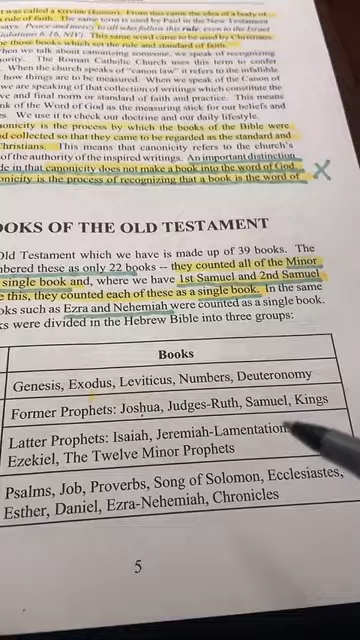 it was called a
rule of faith. The same term is used by Paul in the New Testament
says: Peace and mercy to all who follow this rule, even to the Israel
Galatians 6:16, NIV). This same word came to be used by Christians
those books which set the rule and standard of faith.
hen we talk about canonizing someone, we speak of recognizing
ority. The Roman Catholic Church uses this term to confer
When the church speaks of "canon law" it refers to the infallible
how things are to be measured. When we speak of the Canon of
we are speaking of that collection of writings which constitute the
ve and final norm or standard of faith and practice. This means
nk of the Word of God as the measuring stick for our beliefs and
es. We use it to check our doctrine and our daily lifestyle.
onicity is the process by which the books of the Bible were
d collected so that they came to be regarded as the standard and
Christians. This means that canonicity refers to the church's
of the authority of the inspired writings. An important distinction
de in that canonicity does not make a book into the word of God.
onicity is the process of recognizing that a book is the word of
OOKS OF THE OLD TESTAMENT
Old Testament which we have is made up of 39 books. The
mbered these as only 22 books -- they counted all of the Minor
single book and, where we have 1st Samuel and 2nd Samuel
e this, they counted each of these as a single book. In the same
oks such as Ezra and Nehemiah were counted as a single book.
ks were divided in the Hebrew Bible into three groups:
Books
Genesis, Exodus, Leviticus, Numbers, Deuteronomy
Former Prophets: Joshua, Judges-Ruth, Samuel, Kings
Latter Prophets: Isaiah, Jeremiah-Lamentation
Ezekiel, The Twelve Minor Prophets
Psalms, Job, Proverbs, Song of Solomon, Ecclesiastes,
Esther, Daniel, Ezra-Nehemiah, Chronicles
5